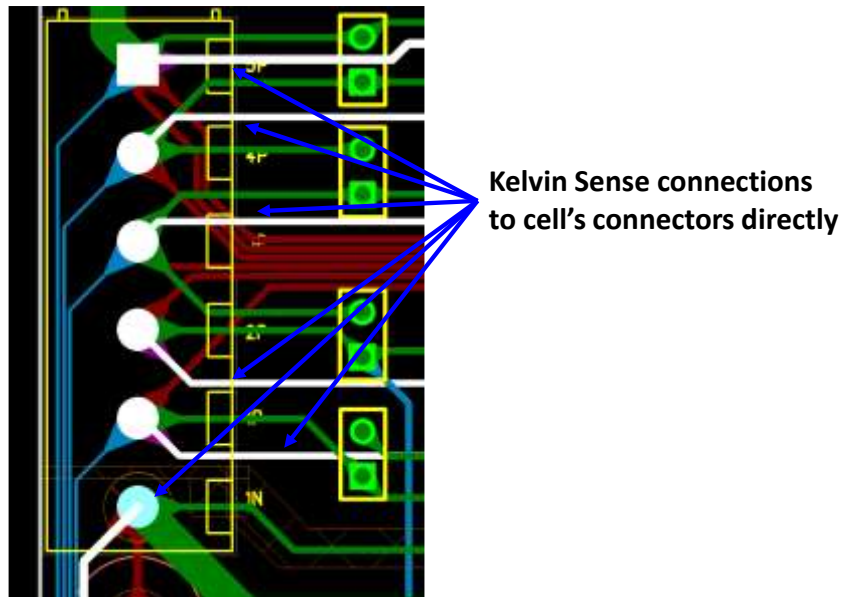 4P
Kelvin Sense connections
to cell’s connectors directly
2P
1N